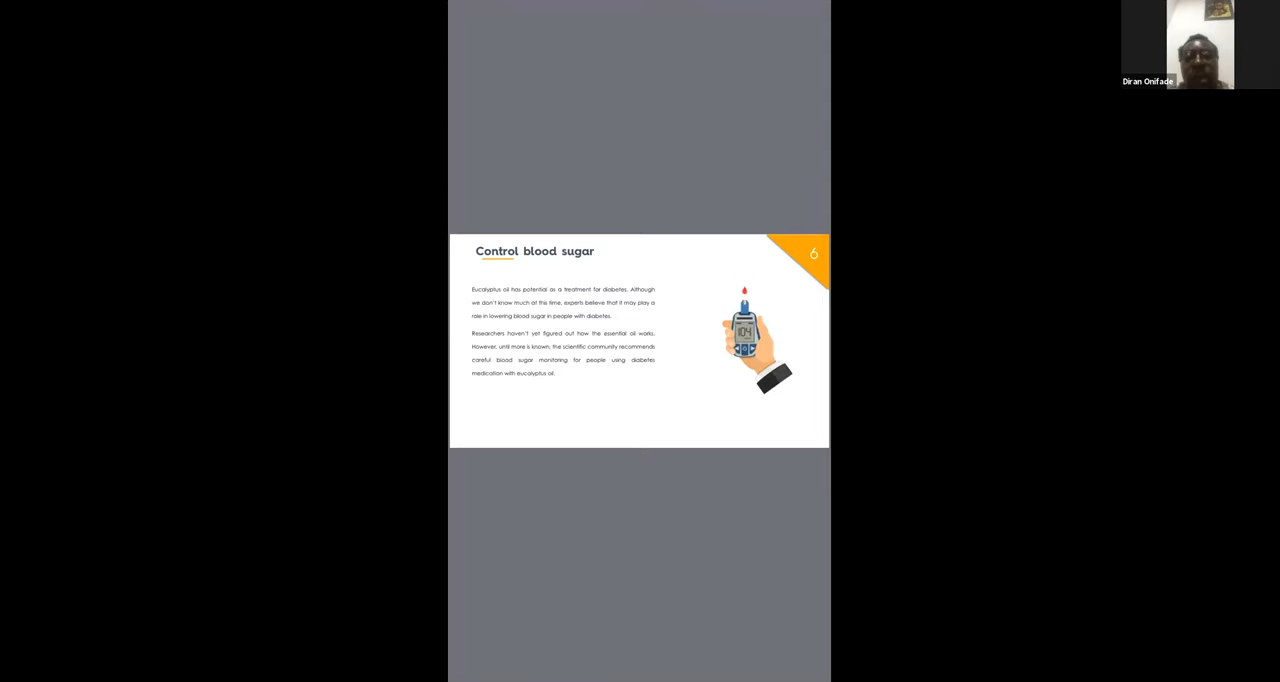 Diran Onifade
Control blood sugar
6
Eucalyptus oil has potential as a treatment for diabetes. Although
we don't know much at this time, experts believe that it may play a
role in lowering blood sugar in people with diabetes.
Researchers haven't yet figured out how the essential oil works.
However, until more is known, the scientific community recommends
careful blood sugar monitoring for people using diabetes
medication with eucalyptus oil.
104